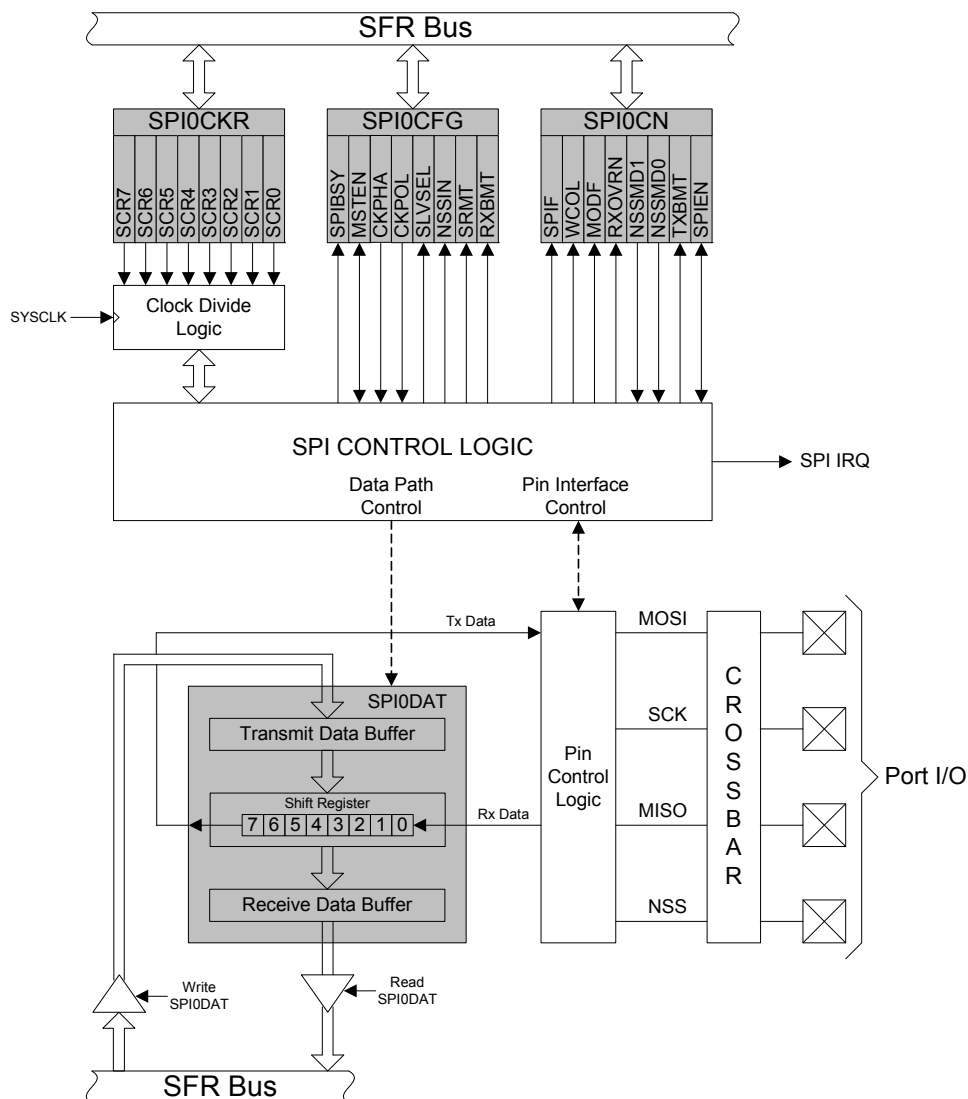 SFR Bus
SPI0CKR
SCR7
SCR6
SCR5
SCR4
SCR3
SCR2
SCR1
SCR0
SPI0CFG
SPIBSY
MSTEN
CKPHA
CKPOL
SLVSEL
NSSIN
SRMT
RXBMT
SPI0CN
SPIF
WCOL
MODF
RXOVRN
NSSMD1
NSSMD0
TXBMT
SPIEN
SYSCLK
Clock Divide
Logic
SPI CONTROL LOGIC
SPI IRQ
Data Path
Control
Pin Interface
Control
Tx Data
SPI0DAT
Transmit Data Buffer
Shift Register
7 6 5 4 3 2 1 0
Rx Data
Receive Data Buffer
Pin
Control
Logic
MOSI
SCK
MISO
NSS
CROSSBAR
Port I/O
Write
SPI0DAT
Read
SPI0DAT
SFR Bus